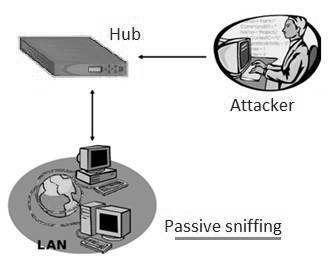 Hub
Attacker
Passive sniffing
LAN